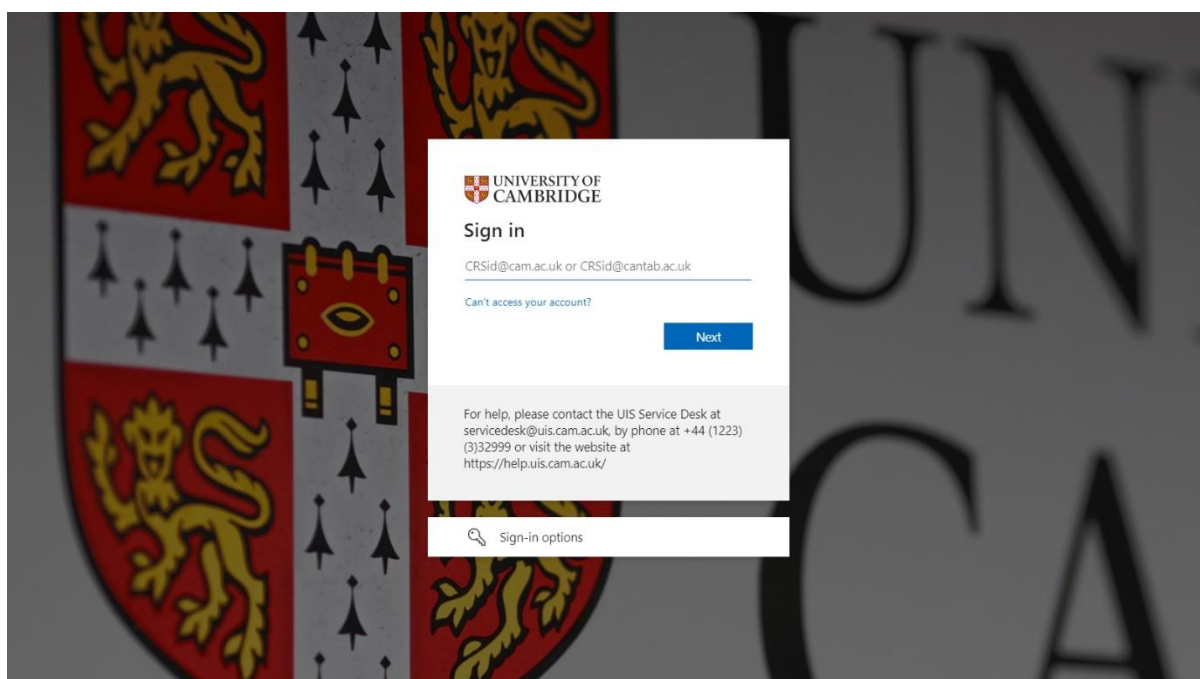 UN
CA
UNIVERSITY OF
CAMBRIDGE
Sign in
CRSid@cam.ac.uk or CRSid@cantab.ac.uk
Can't access your account?
Next
For help, please contact the UIS Service Desk at
servicedesk@uis.cam.ac.uk, by phone at +44 (1223)
(3)32999 or visit the website at
https://help.uis.cam.ac.uk/
Sign-in options